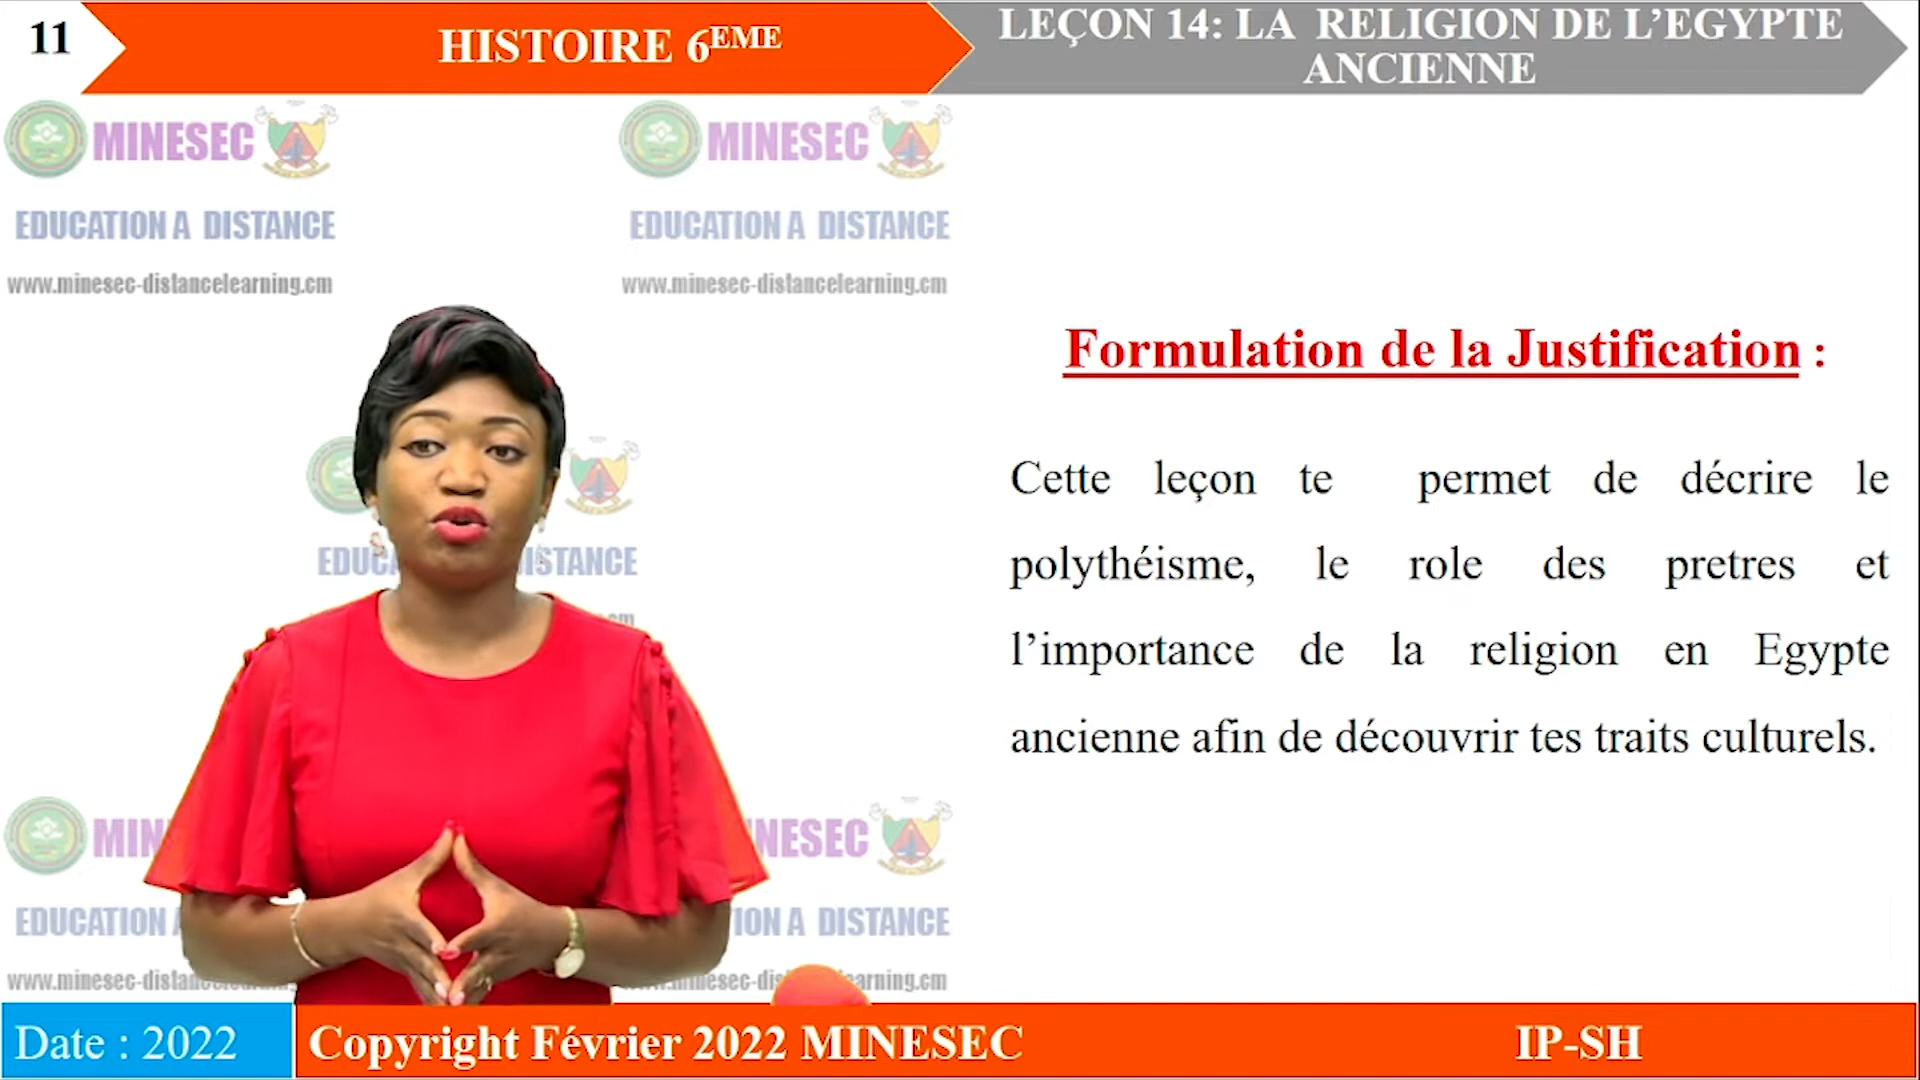 11
HISTOIRE 6EME
LEÇON 14: LA RELIGION DE L’EGYPTE
ANCIENNE
MINESEC
EDUCATION A DISTANCE
www.minesec-distancelearning.cm
MINESEC
EDUCATION A DISTANCE
www.minesec-distancelearning.cm
Formulation de la Justification :
Cette leçon te permet de décrire le
polythéisme, le role des pretres et
l’importance de la religion en Egypte
ancienne afin de découvrir tes traits culturels.
Date : 2022
Copyright Février 2022 MINESEC
IP-SH